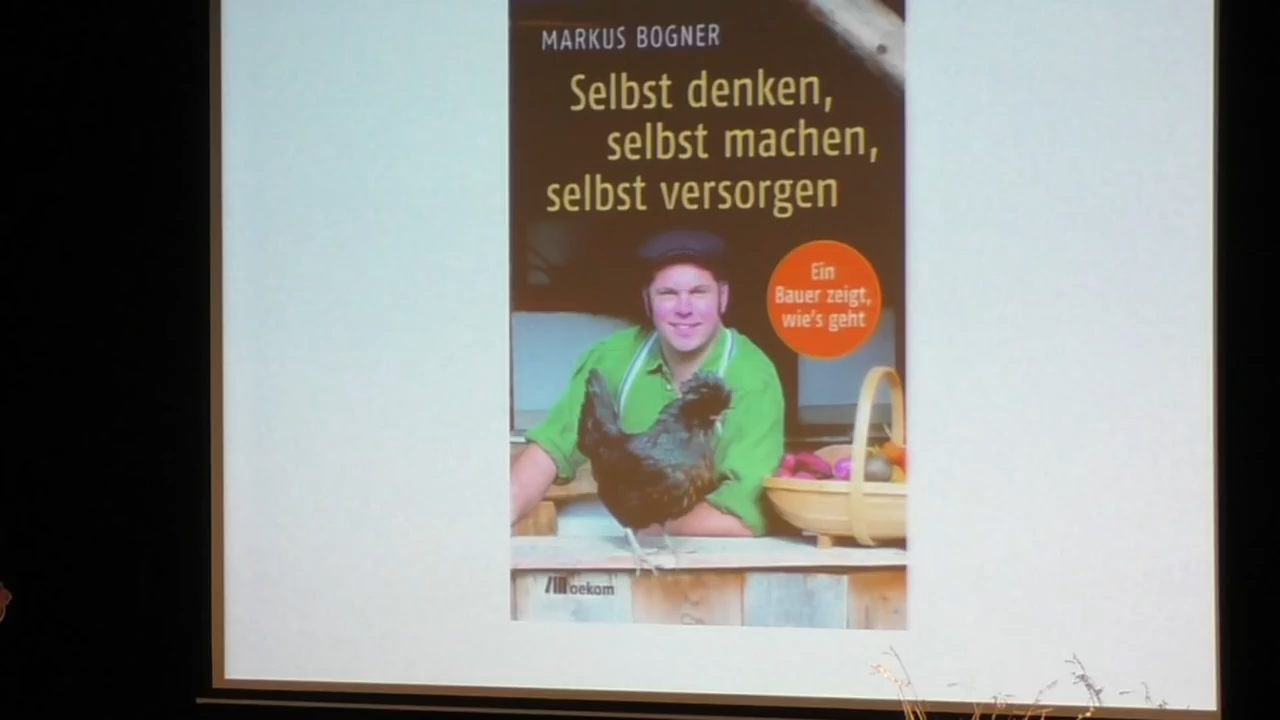 MARKUS BOGNER
Selbst denken,
selbst machen,
selbst versorgen
Ein
Bauer zeigt,
wie's geht
oekom